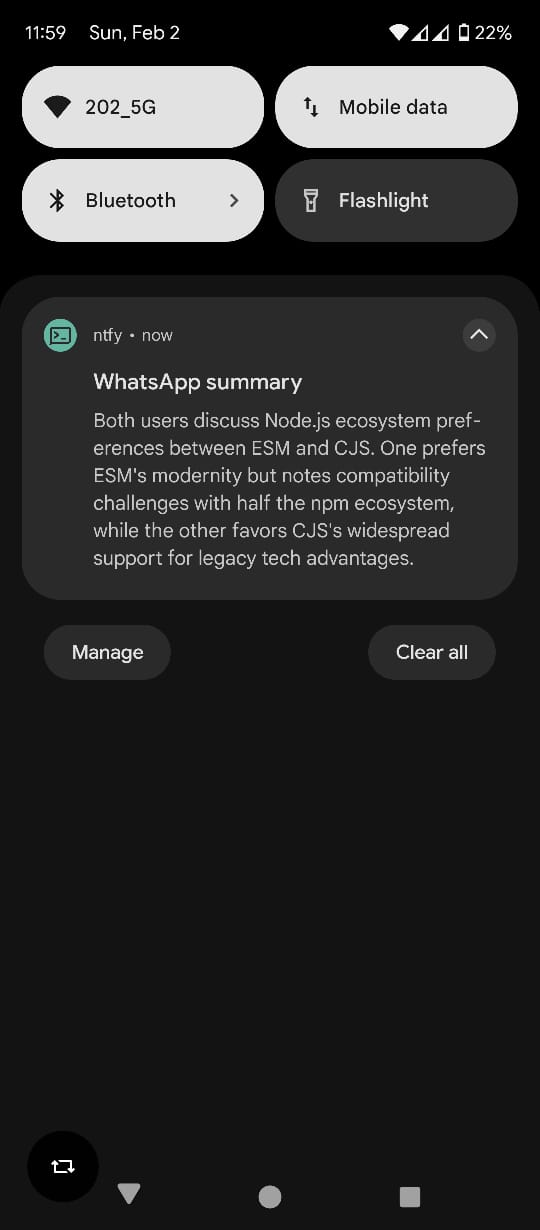 11:59 Sun, Feb 2 22%
202_5G Mobile data
Bluetooth Flashlight
ntfy • now
WhatsApp summary
Both users discuss Node.js ecosystem pref-
erences between ESM and CJS. One prefers
ESM's modernity but notes compatibility
challenges with half the npm ecosystem,
while the other favors CJS's widespread
support for legacy tech advantages.
Manage Clear all